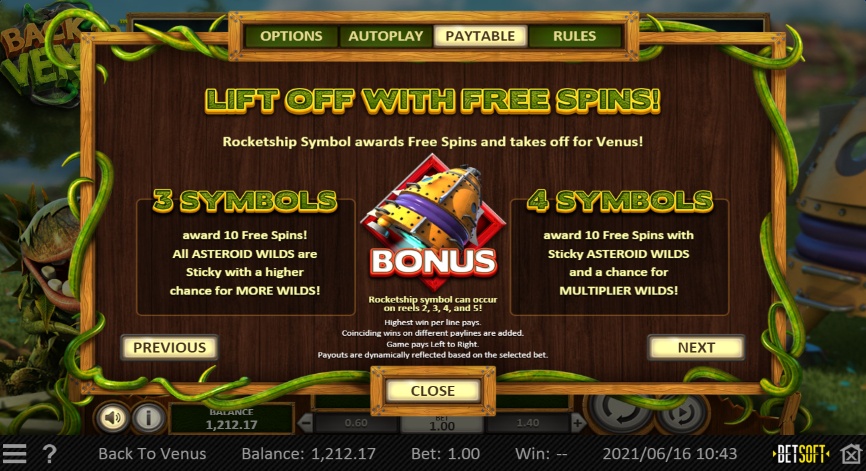 BACK
VEN
OPTIONS
AUTOPLAY
PAYTABLE
RULES
LIFT OFF WITH FREE SPINS!
Rocketship Symbol awards Free Spins and takes off for Venus!
3 SYMBOLS
award 10 Free Spins!
All ASTEROID WILDS are
Sticky with a higher
chance for MORE WILDS!
BONUS
Rocketship symbol can occur
on reels 2, 3, 4, and 5!
4 SYMBOLS
award 10 Free Spins with
Sticky ASTEROID WILDS
and a chance for
MULTIPLIER WILDS!
Highest win per line pays.
Coinciding wins on different paylines are added.
Game pays Left to Right.
Payouts are dynamically reflected based on the selected bet.
PREVIOUS
NEXT
CLOSE
BALANCE
1,212.17
0.60
BET
1.00
1.40
? Back To Venus Balance: 1,212.17 Bet: 1.00 Win: -- 2021/06/16 10:43 BETSOFT